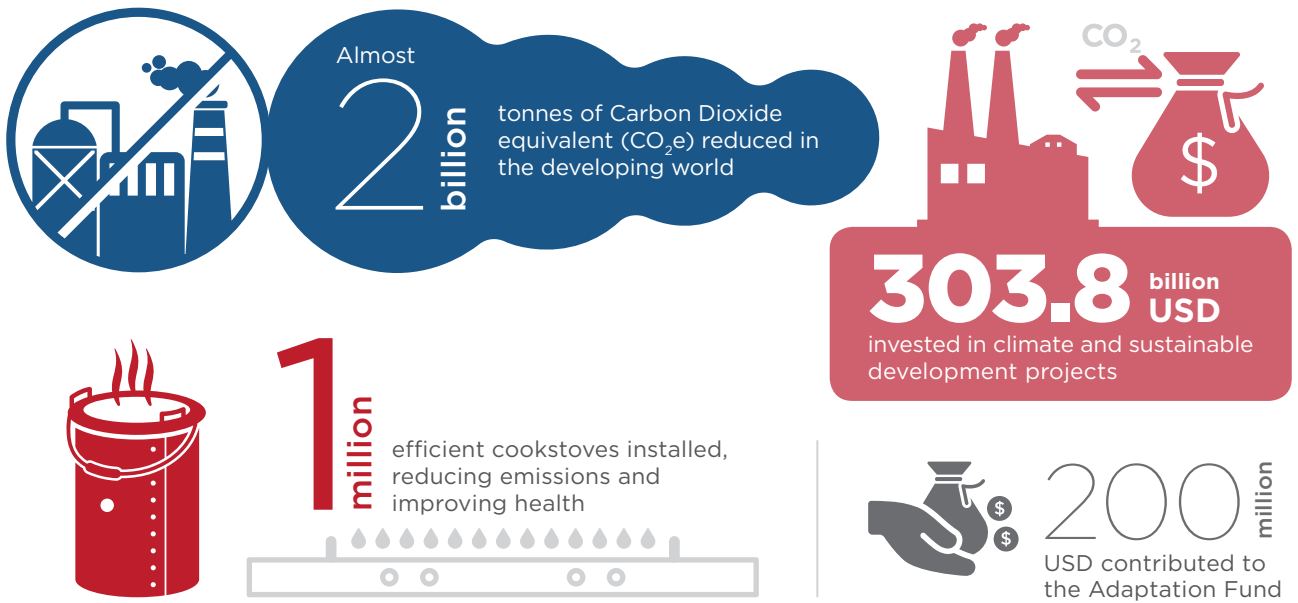 Almost
2 billion
tonnes of Carbon Dioxide
equivalent (CO₂e) reduced in
the developing world
CO₂
$
303.8 billion
USD
invested in climate and sustainable
development projects
1 million
efficient cookstoves installed,
reducing emissions and
improving health
$
$
200 million
USD contributed to
the Adaptation Fund